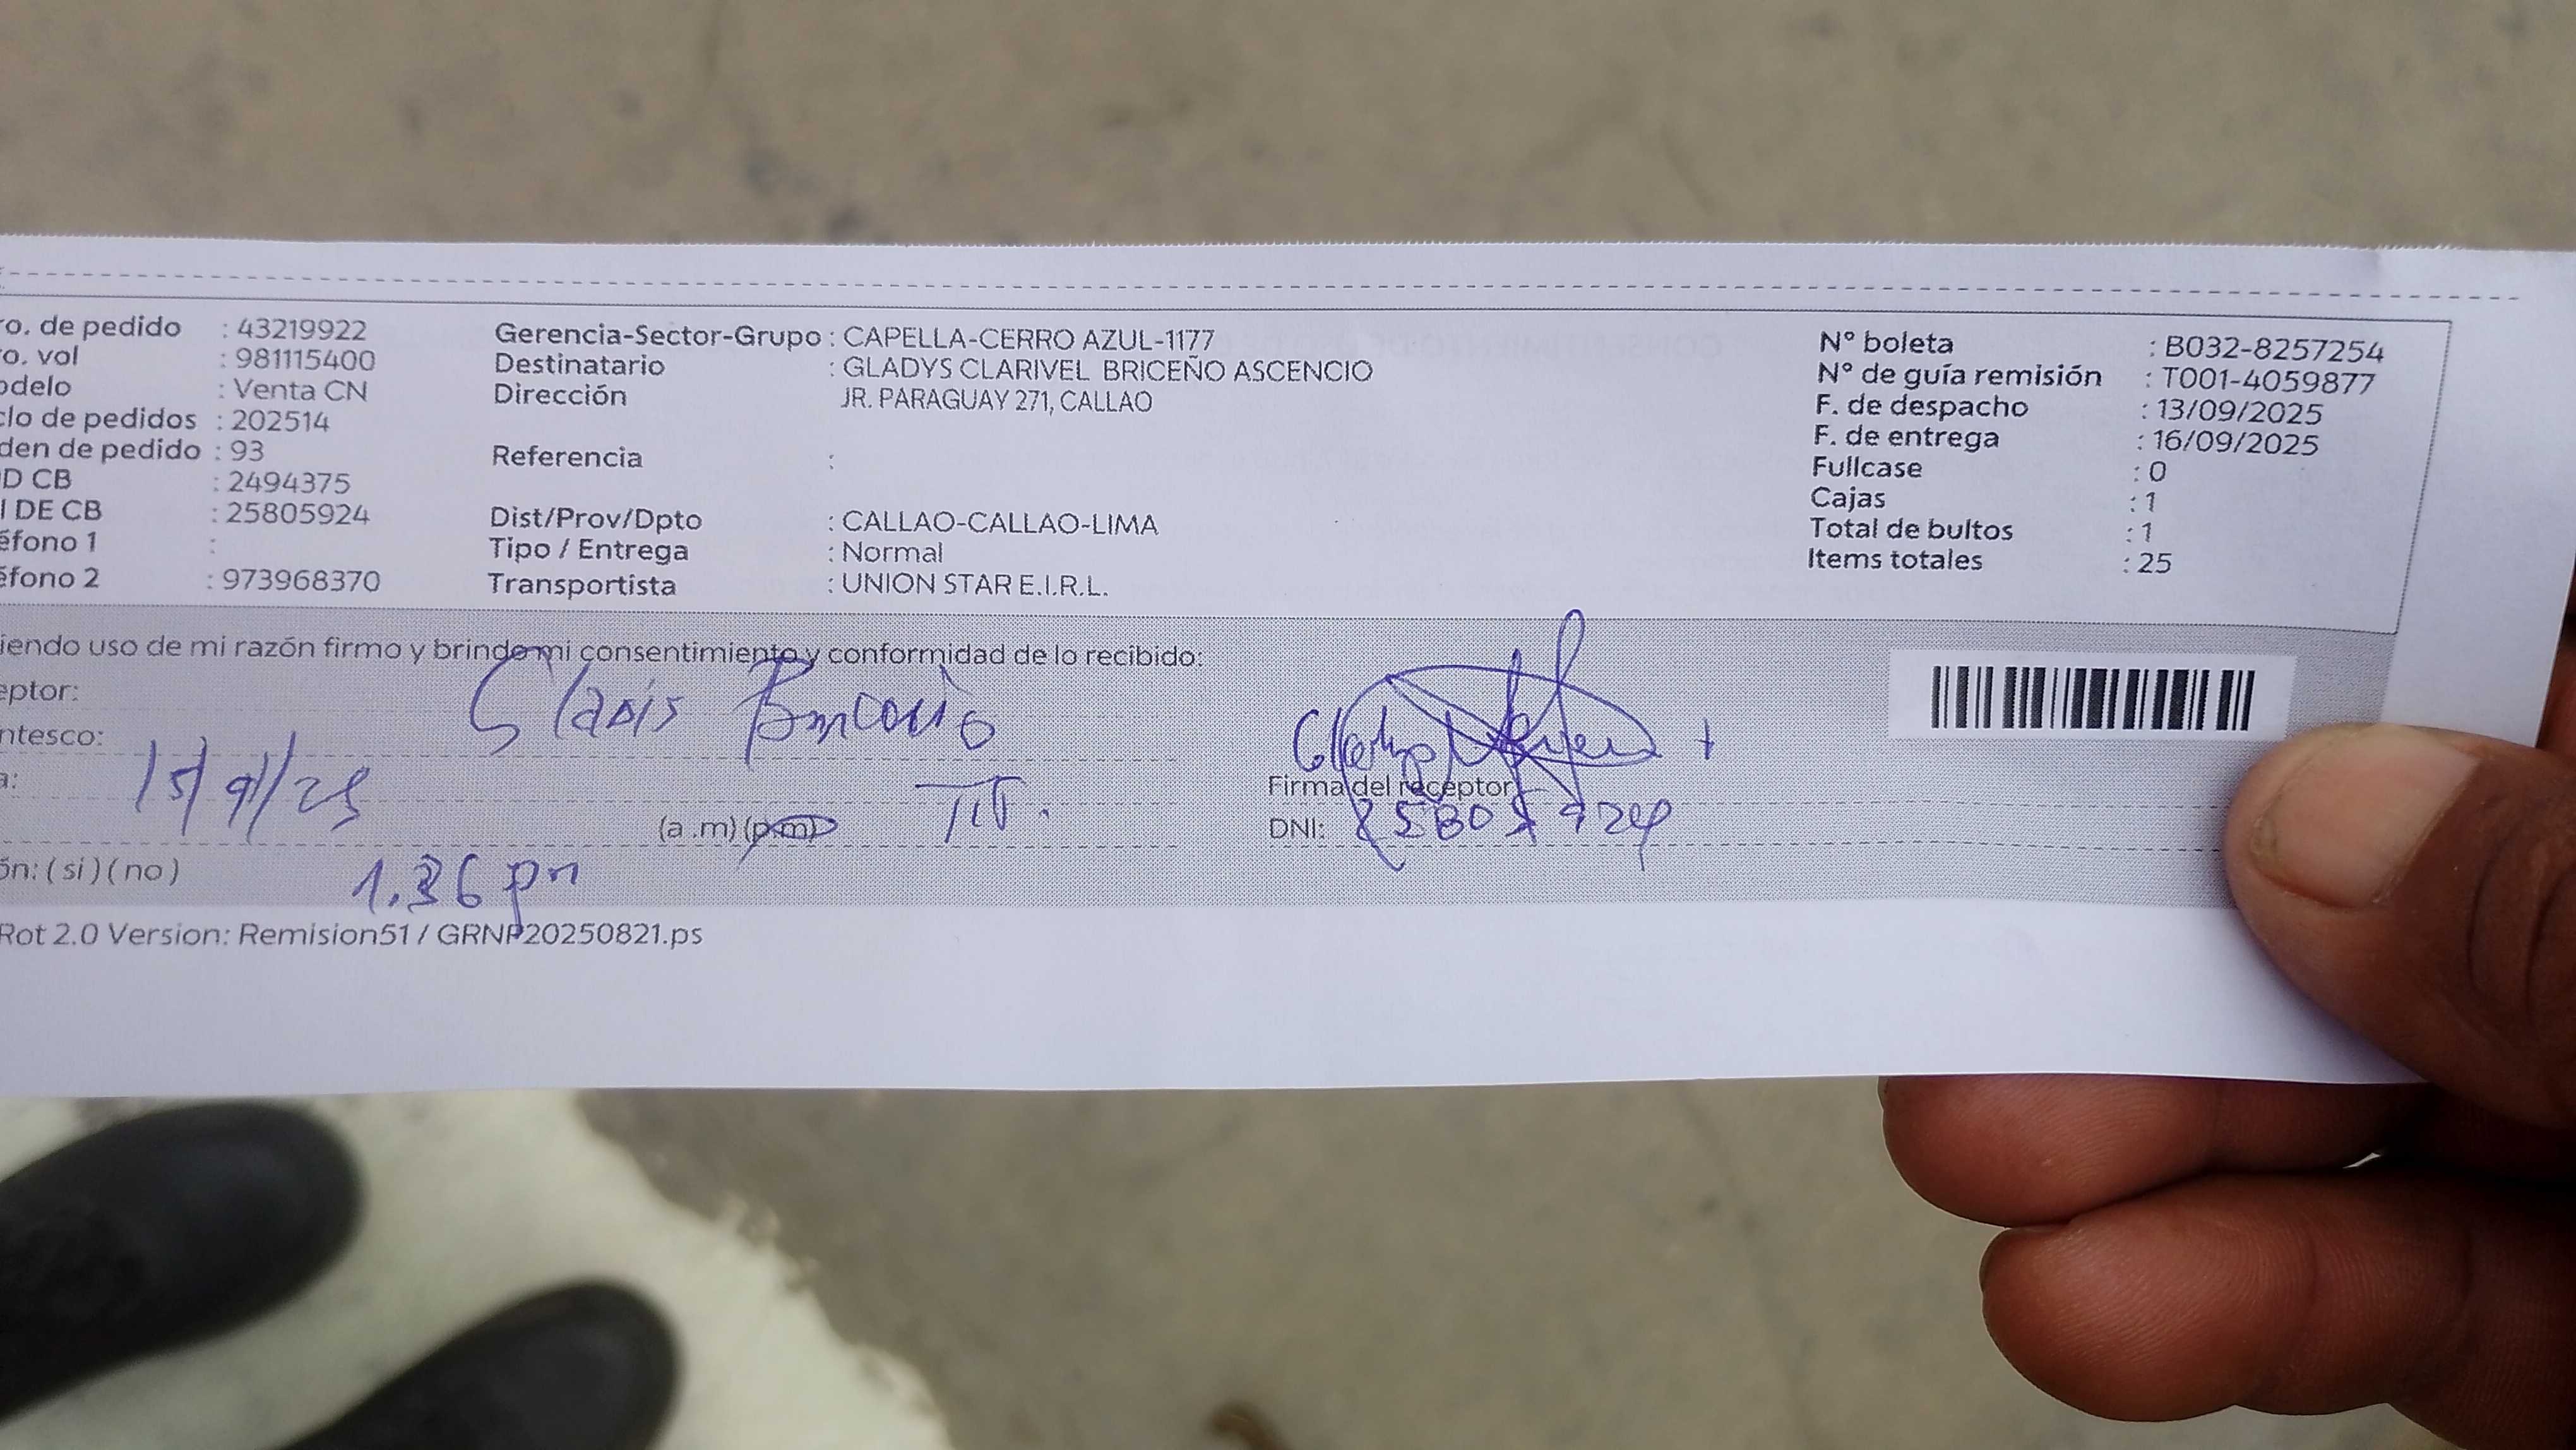 ro. de pedido : 43219922
ro. vol : 981115400
odelo : Venta CN
clo de pedidos : 202514
den de pedido : 93
D CB : 2494375
I DE CB : 25805924
éfono 1 :
éfono 2 : 973968370
Gerencia-Sector-Grupo : CAPELLA-CERRO AZUL-1177
Destinatario : GLADYS CLARIVEL BRICEÑO ASCENCIO
Dirección JR. PARAGUAY 271, CALLAO
Referencia :
Dist/Prov/Dpto : CALLAO-CALLAO-LIMA
Tipo / Entrega : Normal
Transportista : UNION STAR E.I.R.L.
N° boleta : B032-8257254
N° de guía remisión : T001-4059877
F. de despacho : 13/09/2025
F. de entrega : 16/09/2025
Fullcase : 0
Cajas : 1
Total de bultos : 1
Items totales : 25
iendo uso de mi razón firmo y brindo mi consentimiento y conformidad de lo recibido:
eptor: Gladis Briceño
ntesco: TIT.
a: 15/9/25
(a .m) (p.m)
ón: ( si ) ( no ) 1.36 pm
Firma del receptor
DNI: 25805924
Rot 2.0 Version: Remision51 / GRNP20250821.ps